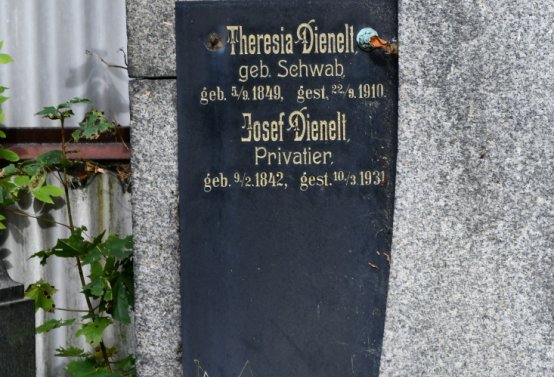 Theresia Dienelt
geb. Schwab,
geb. 5/9.1849, gest. 22/9.1910.
Josef Dienelt,
Privatier,
geb. 9/2.1842, gest. 10/3.1931